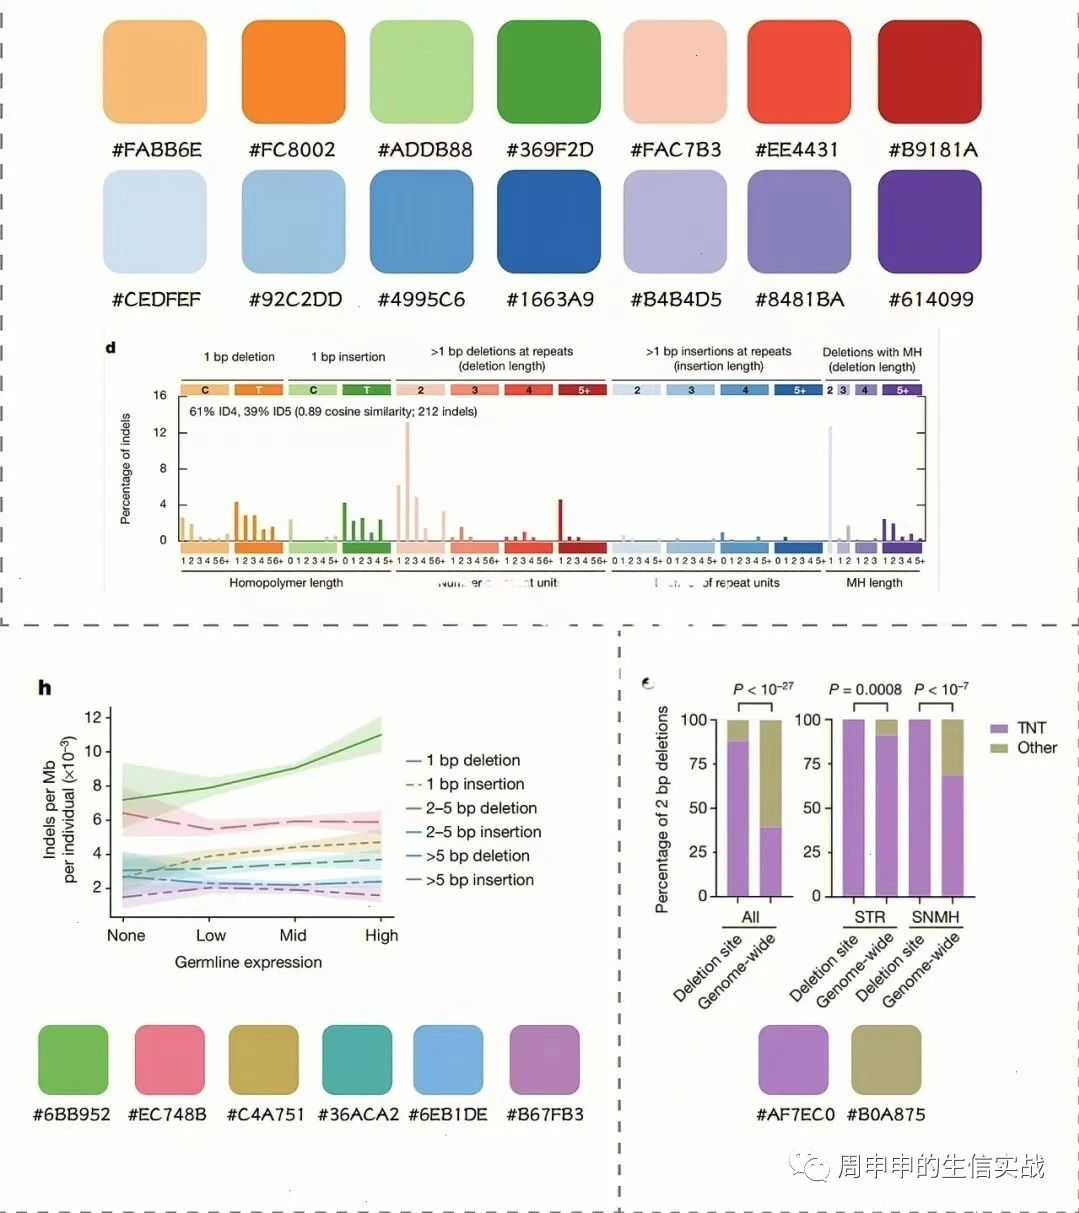 #FABB6E #FC8002 #ADDB88 #369F2D #FAC7B3 #EE4431 #B9181A
#CEDFEF #92C2DD #4995C6 #1663A9 #B4B4D5 #8481BA #614099
d
1 bp deletion
1 bp insertion
>1 bp deletions at repeats
(deletion length)
>1 bp insertions at repeats
(insertion length)
Deletions with MH
(deletion length)
C T C T 2 3 4 5+ 2 3 4 5+ 2 3 4 5+
61% ID4, 39% ID5 (0.89 cosine similarity; 212 indels)
Percentage of indels
16
12
8
4
0
1 2 3 4 5 6+ 1 2 3 4 5 6+ 0 1 2 3 4 5+ 0 1 2 3 4 5+ 1 2 3 4 5 6+ 1 2 3 4 5 6+ 1 2 3 4 5 6+ 1 2 3 4 5 6+ 0 1 2 3 4 5+ 0 1 2 3 4 5+ 0 1 2 3 4 5+ 0 1 2 3 4 5+ 1 1 2 1 2 3 1 2 3 4 5+
Homopolymer length
Number unit
of repeat units
MH length
h
Indels per Mb
per individual (×10⁻³)
12
10
8
6
4
2
None Low Mid High
Germline expression
1 bp deletion
1 bp insertion
2–5 bp deletion
2–5 bp insertion
>5 bp deletion
>5 bp insertion
#6BB952 #EC748B #C4A751 #36ACA2 #6EB1DE #B67FB3
P < 10⁻²⁷
P = 0.0008
P < 10⁻⁷
Percentage of 2 bp deletions
100
75
50
25
0
100
75
50
25
0
TNT
Other
All
STR
SNMH
Deletion site
Genome-wide
Deletion site
Genome-wide
Deletion site
Genome-wide
#AF7EC0 #B0A875
周申申的生信实战